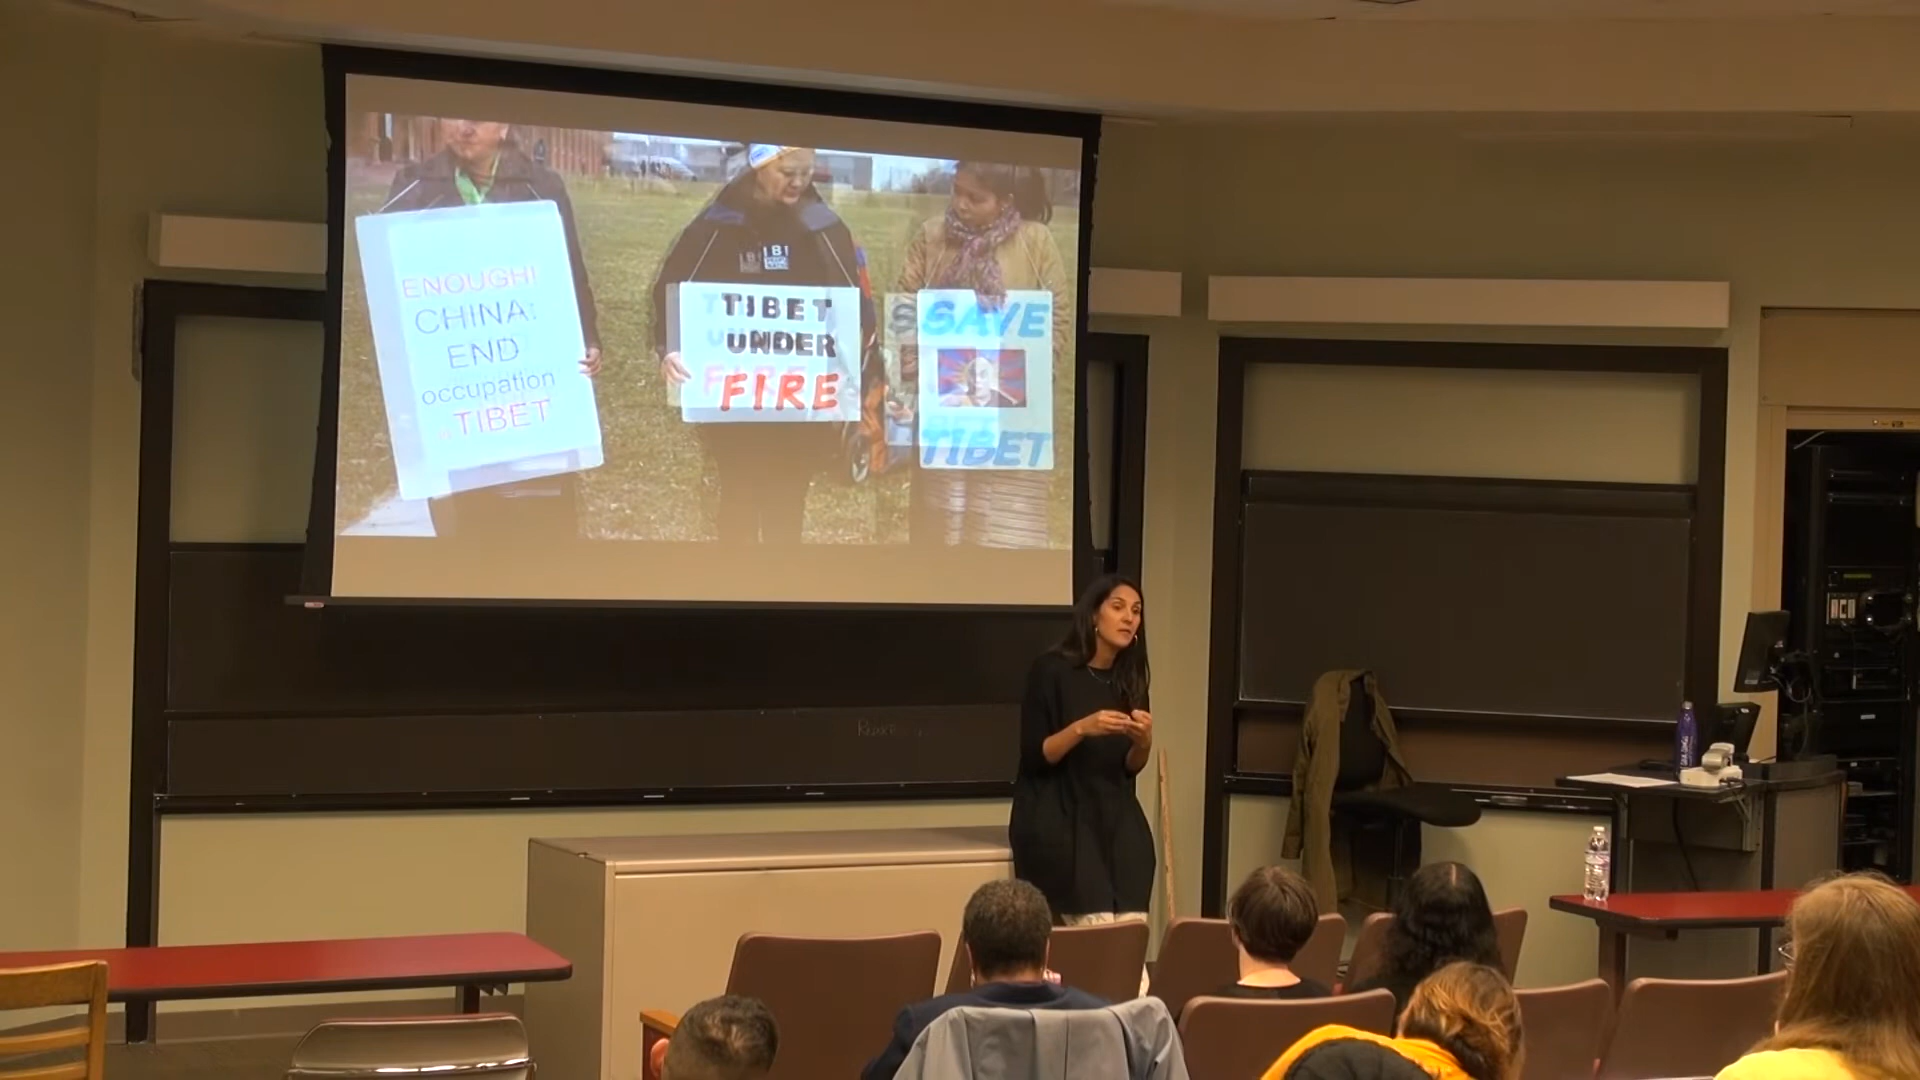 ENOUGH!
CHINA:
END
occupation
TIBET
TIBET
UNDER
FIRE
SAVE
TIBET